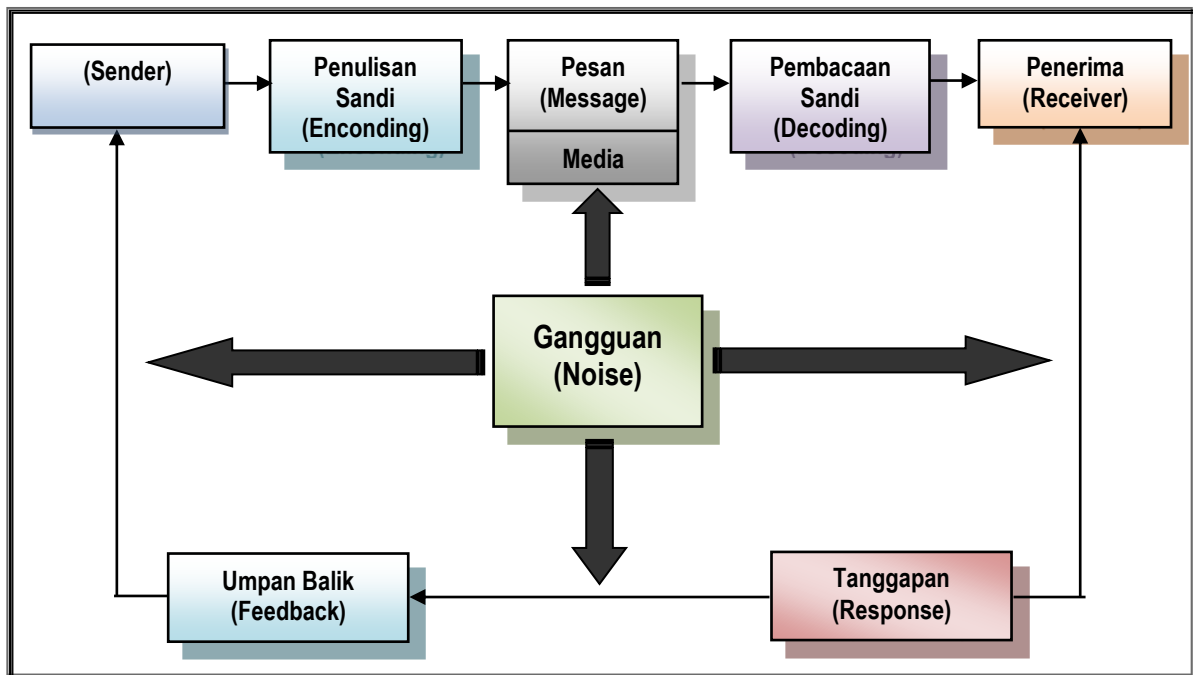 (Sender)
Penulisan
Sandi
(Enconding)
Pesan
(Message)
Media
Pembacaan
Sandi
(Decoding)
Penerima
(Receiver)
Gangguan
(Noise)
Umpan Balik
(Feedback)
Tanggapan
(Response)